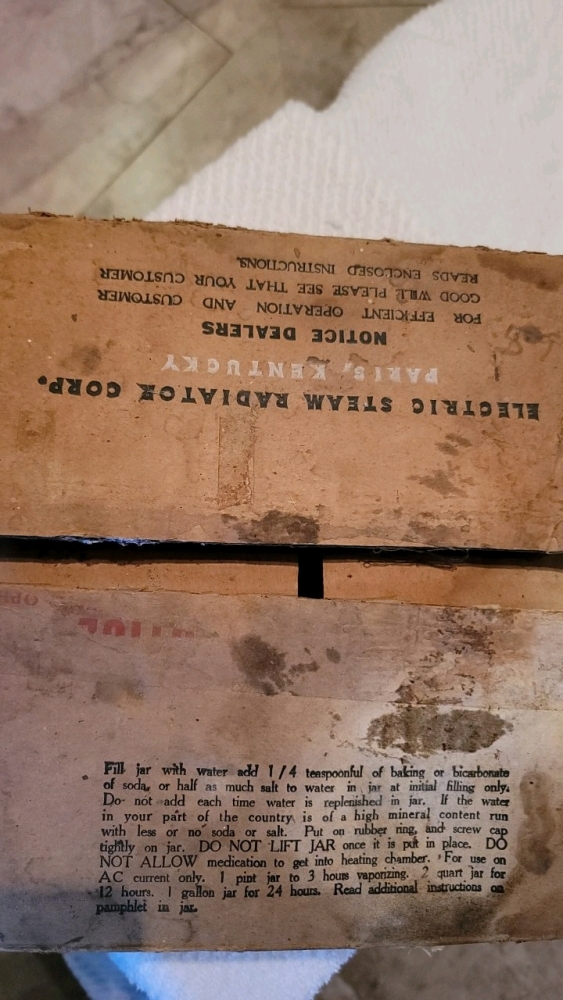 ELECTRIC STEAM RADIATOR CORP.
PARIS, KENTUCKY
NOTICE DEALERS
FOR EFFICIENT OPERATION AND CUSTOMER
GOOD WILL PLEASE SEE THAT YOUR CUSTOMER
READS ENCLOSED INSTRUCTIONS.
Fill jar with water add 1/4 teaspoonful of baking or bicarbonate
of soda, or half as much salt to water in jar at initial filling only.
Do not add each time water is replenished in jar. If the water
in your part of the country is of a high mineral content run
with less or no soda or salt. Put on rubber ring, and screw cap
tightly on jar. DO NOT LIFT JAR once it is put in place. DO
NOT ALLOW medication to get into heating chamber. For use on
AC current only. 1 pint jar to 3 hours vaporizing. 2 quart jar for
12 hours. 1 gallon jar for 24 hours. Read additional instructions on
pamphlet in jar.